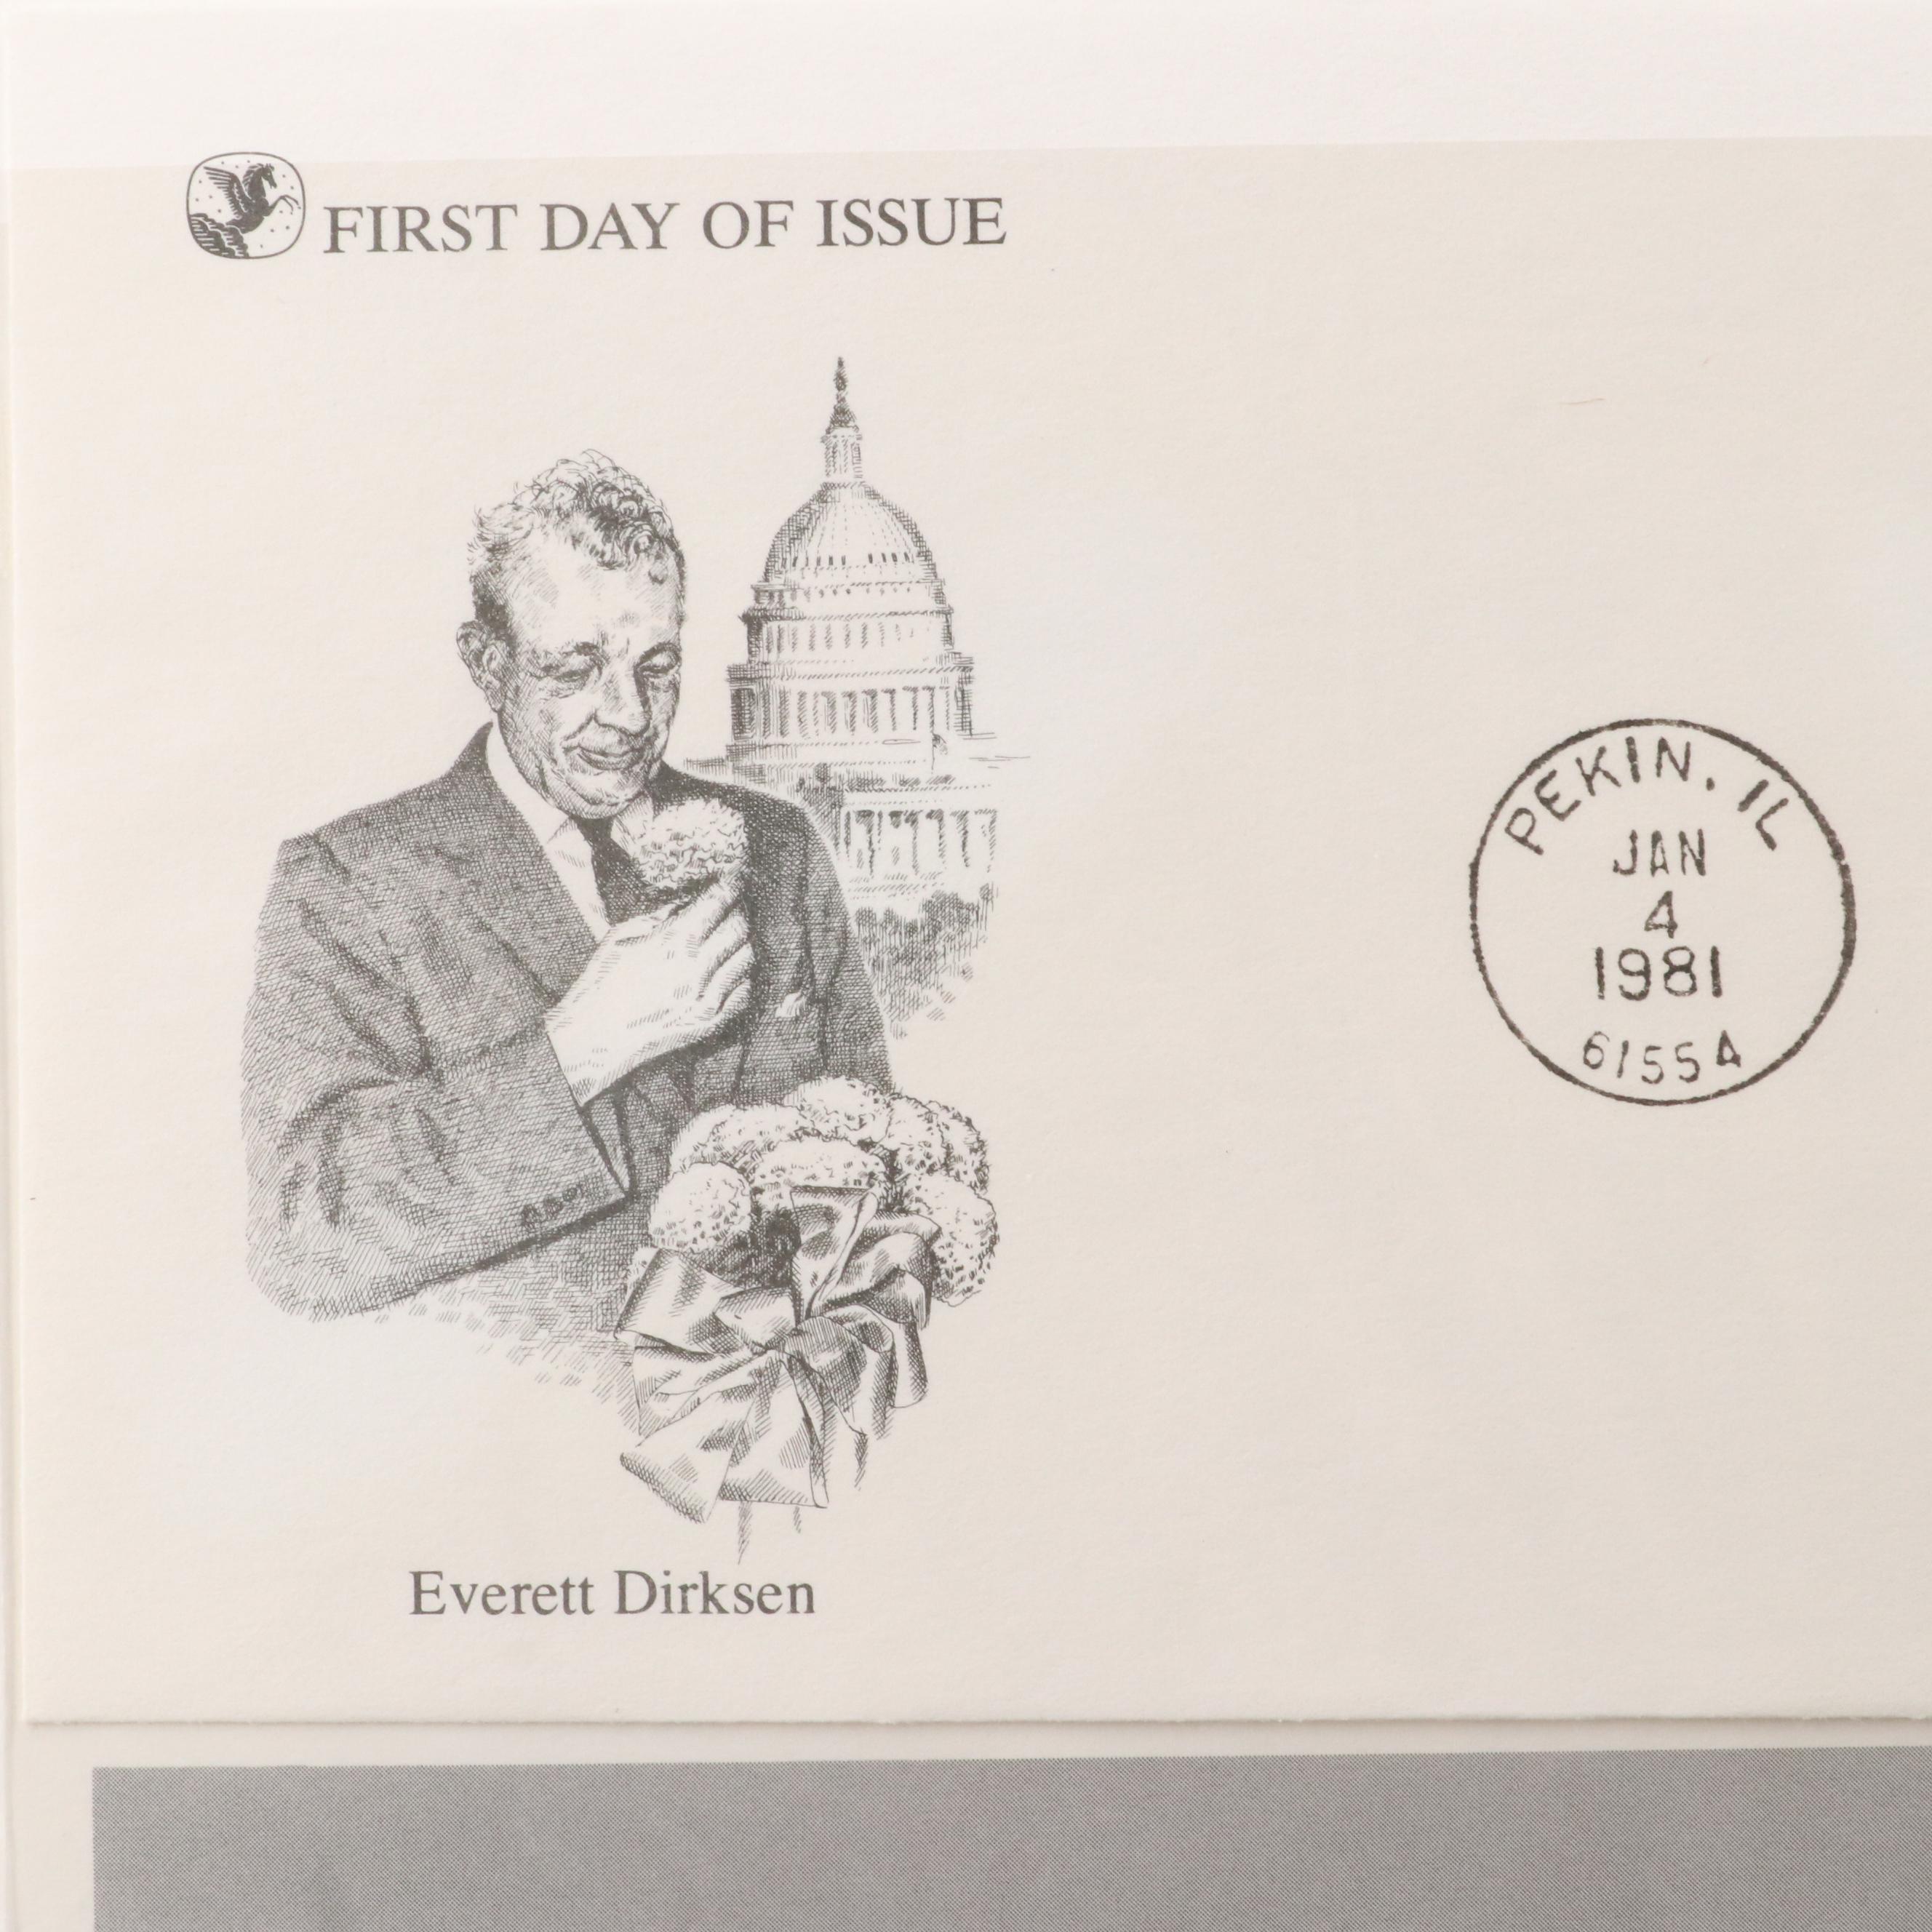 FIRST DAY OF ISSUE
PEKIN, IL
JAN
4
1981
61554
Everett Dirksen